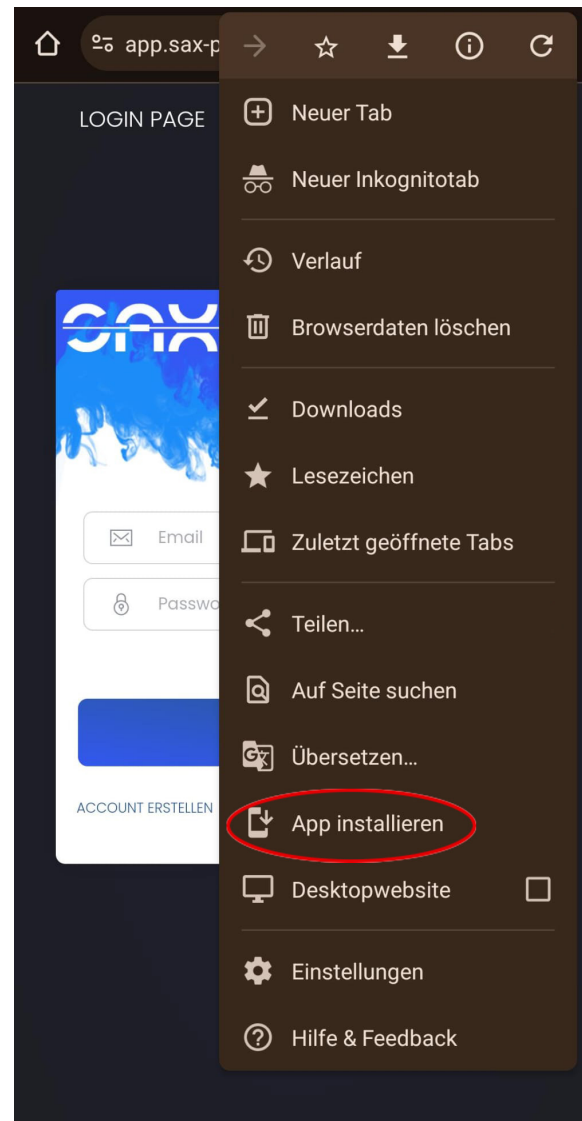 app.sax-p
LOGIN PAGE
Neuer Tab
Neuer Inkognitotab
Verlauf
Browserdaten löschen
SAX
Downloads
Lesezeichen
Email
Zuletzt geöffnete Tabs
Passwo
Teilen...
Auf Seite suchen
Übersetzen...
ACCOUNT ERSTELLEN
App installieren
Desktopwebsite
Einstellungen
Hilfe & Feedback